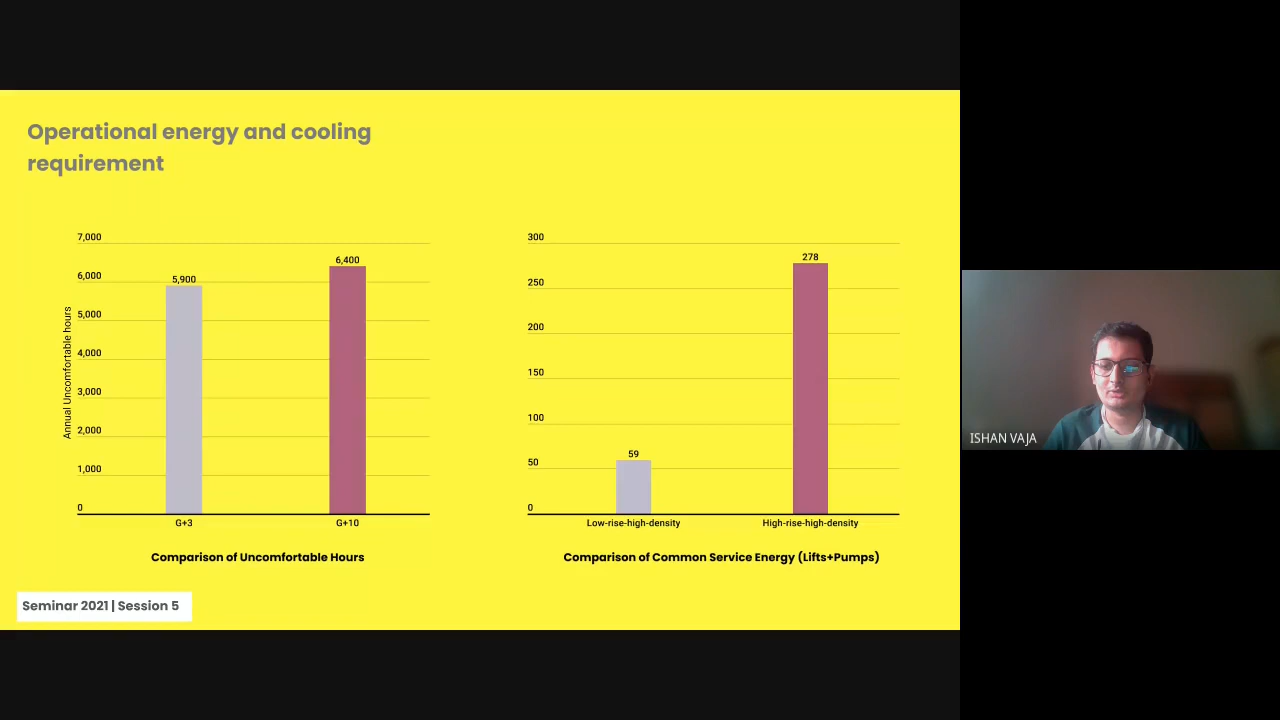 Operational energy and cooling
requirement
7,000
6,000
5,000
4,000
3,000
2,000
1,000
0
Annual Uncomfortable hours
5,900
6,400
G+3
G+10
Comparison of Uncomfortable Hours
300
250
200
150
100
50
0
59
278
Low-rise-high-density
High-rise-high-density
Comparison of Common Service Energy (Lifts+Pumps)
Seminar 2021 | Session 5
ISHAN VAJA